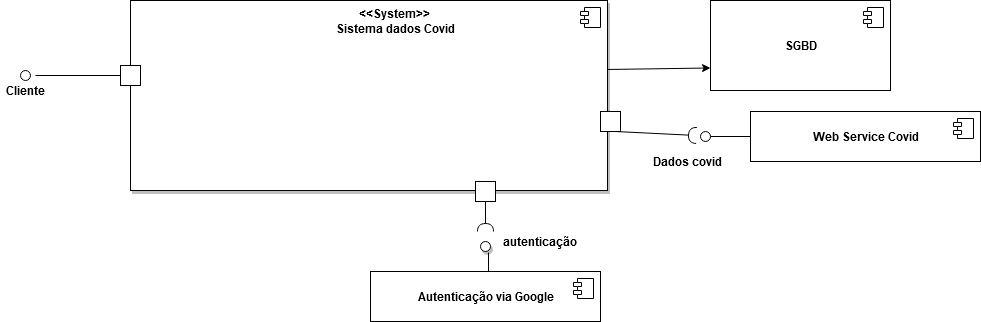 <<System>>
Sistema dados Covid
SGBD
Cliente
Web Service Covid
Dados covid
autenticação
Autenticação via Google